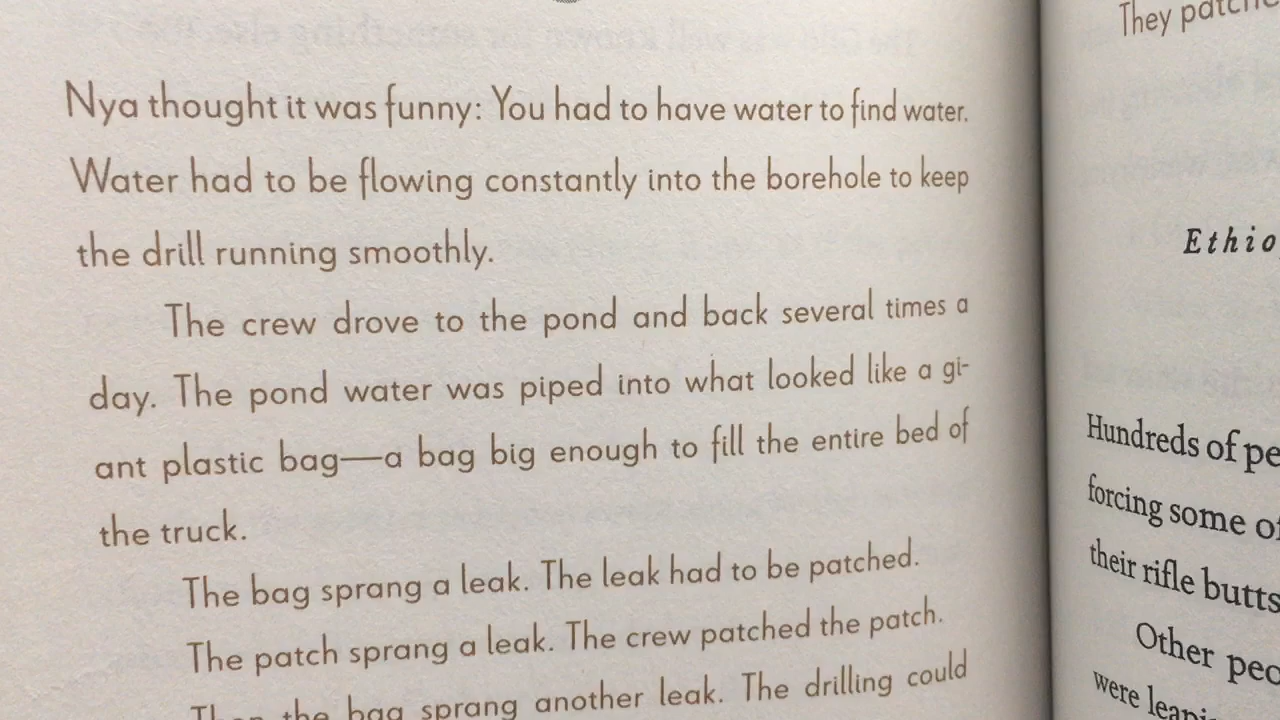 Nya thought it was funny: You had to have water to find water.
Water had to be flowing constantly into the borehole to keep
the drill running smoothly.
The crew drove to the pond and back several times a
day. The pond water was piped into what looked like a gi-
ant plastic bag—a bag big enough to fill the entire bed of
the truck.
The bag sprang a leak. The leak had to be patched.
The patch sprang a leak. The crew patched the patch.
Then the bag sprang another leak. The drilling could
They
Hundreds of
forcing some
their rifle butts
Other
were